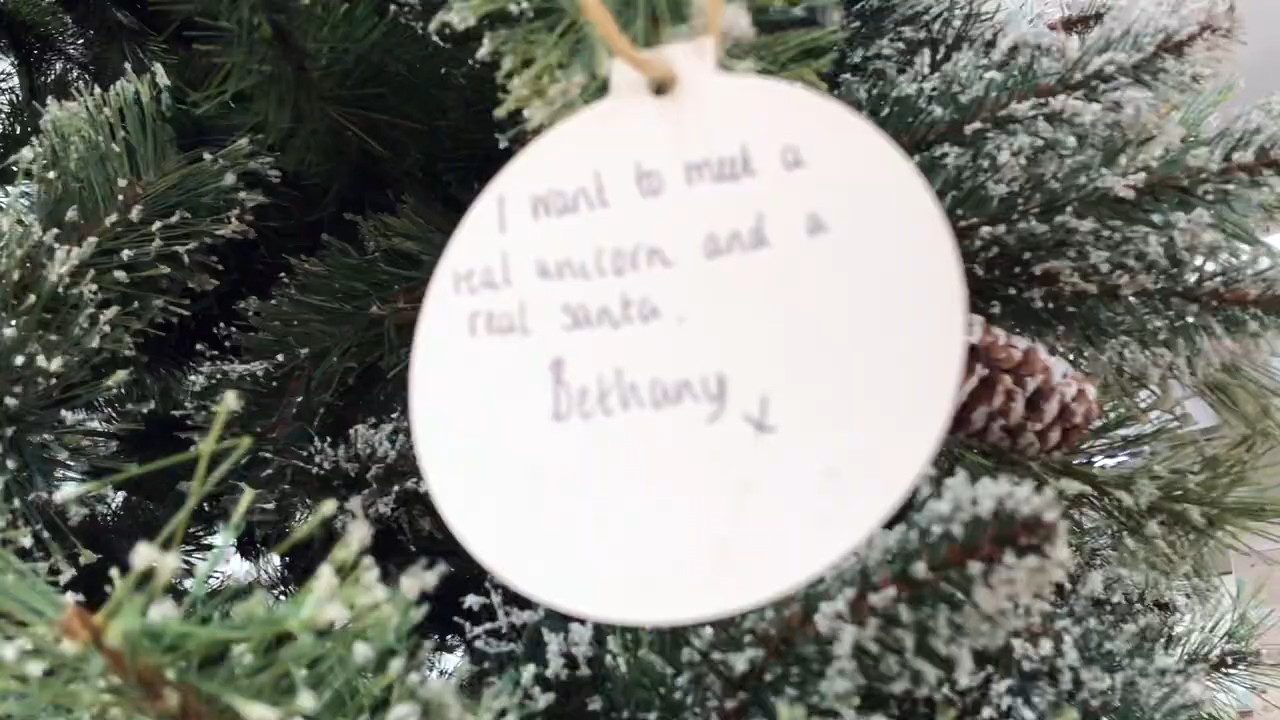 I want to meet a
real unicorn and a
real santa.
Bethany x